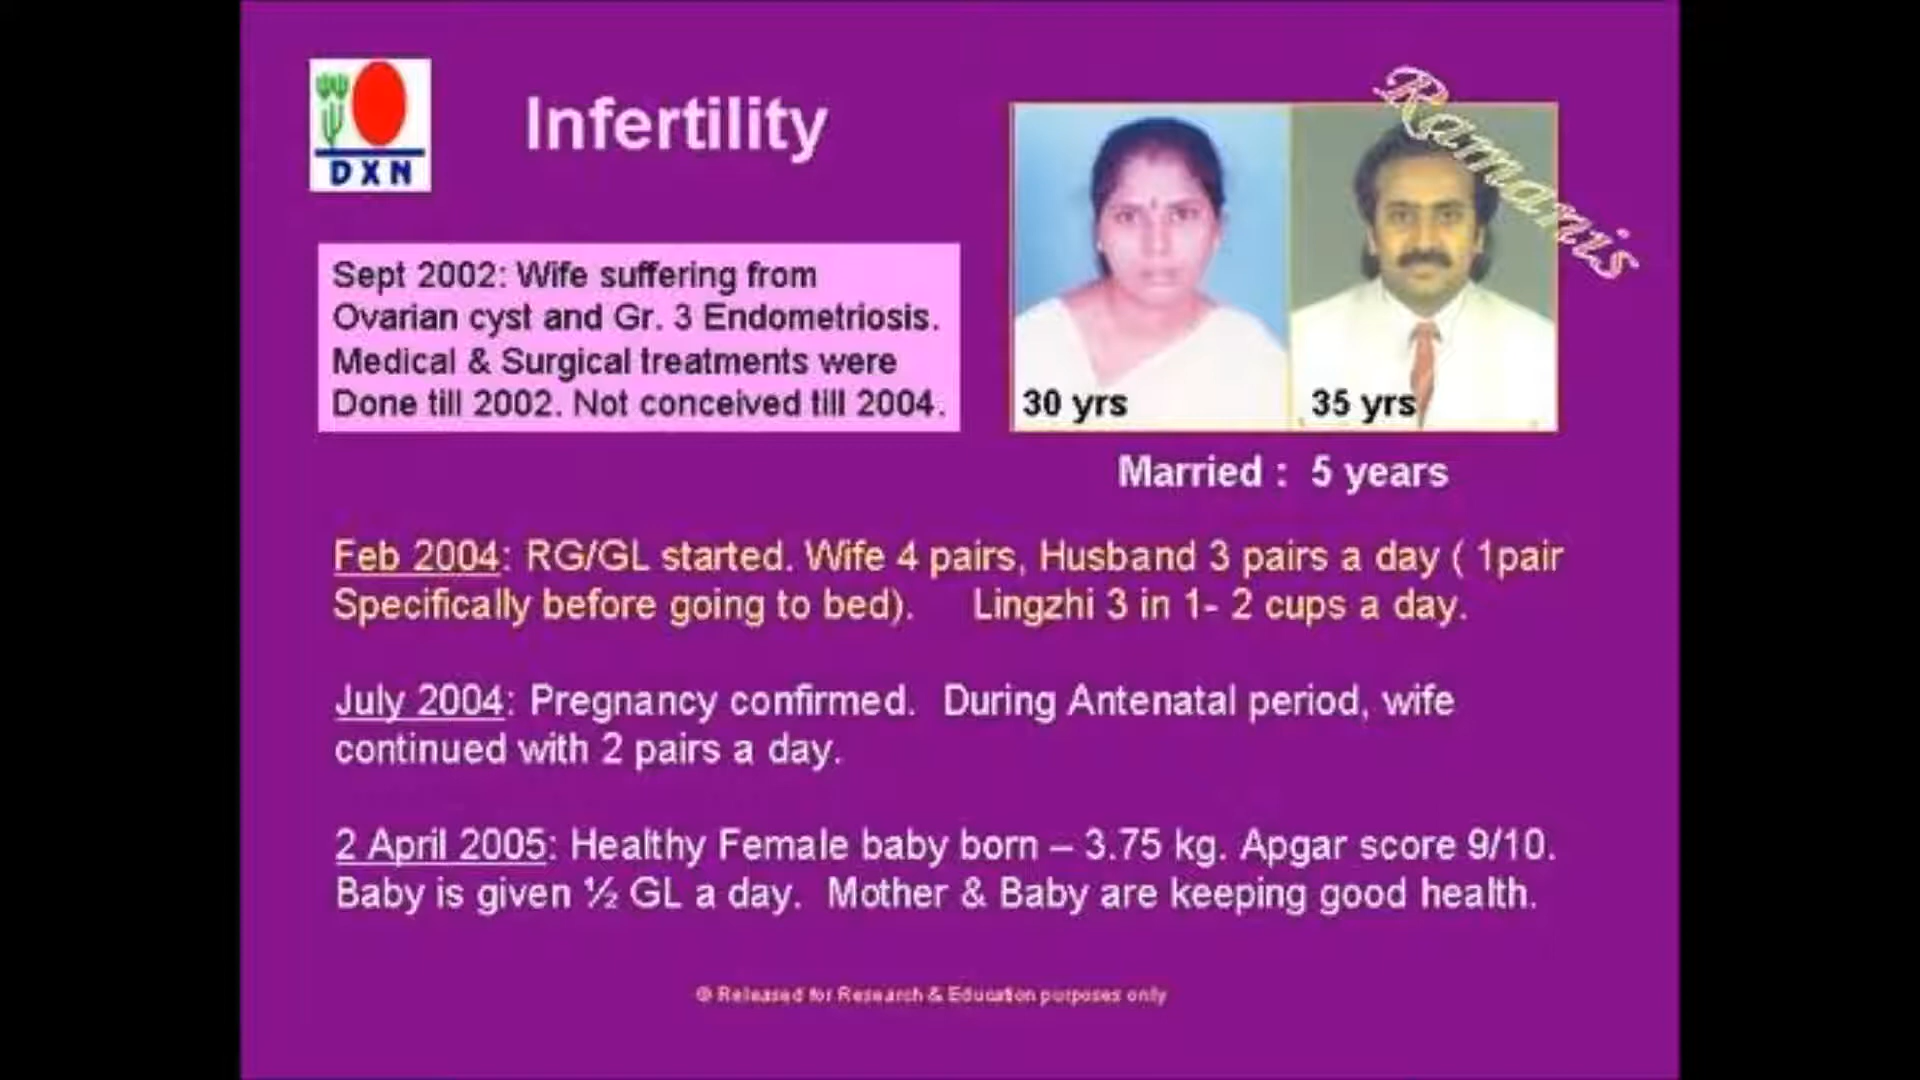 DXN
Infertility
Ramanis
Sept 2002: Wife suffering from
Ovarian cyst and Gr. 3 Endometriosis.
Medical & Surgical treatments were
Done till 2002. Not conceived till 2004.
30 yrs
35 yrs
Married : 5 years
Feb 2004: RG/GL started. Wife 4 pairs, Husband 3 pairs a day ( 1pair
Specifically before going to bed). Lingzhi 3 in 1- 2 cups a day.
July 2004: Pregnancy confirmed. During Antenatal period, wife
continued with 2 pairs a day.
2 April 2005: Healthy Female baby born – 3.75 kg. Apgar score 9/10.
Baby is given ½ GL a day. Mother & Baby are keeping good health.
® Released for Research & Education purposes only